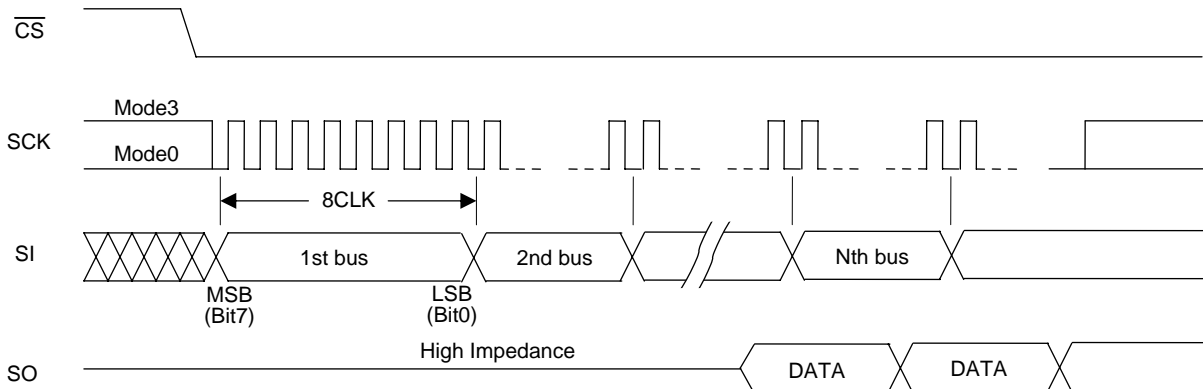 CS
Mode3
SCK
Mode0
8CLK
SI
1st bus
2nd bus
Nth bus
MSB
(Bit7)
LSB
(Bit0)
High Impedance
SO
DATA
DATA